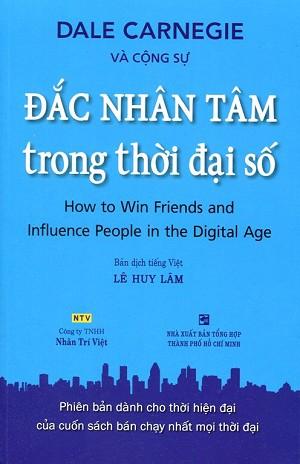 DALE CARNEGIE
VÀ CỘNG SỰ
ĐẮC NHÂN TÂM
trong thời đại số
How to Win Friends and
Influence People in the Digital Age
Bản dịch tiếng Việt
LÊ HUY LÂM
NTV
Công ty TNHH
Nhân Trí Việt
NHÀ XUẤT BẢN TỔNG HỢP
THÀNH PHỐ HỒ CHÍ MINH
Phiên bản dành cho thời hiện đại
của cuốn sách bán chạy nhất mọi thời đại